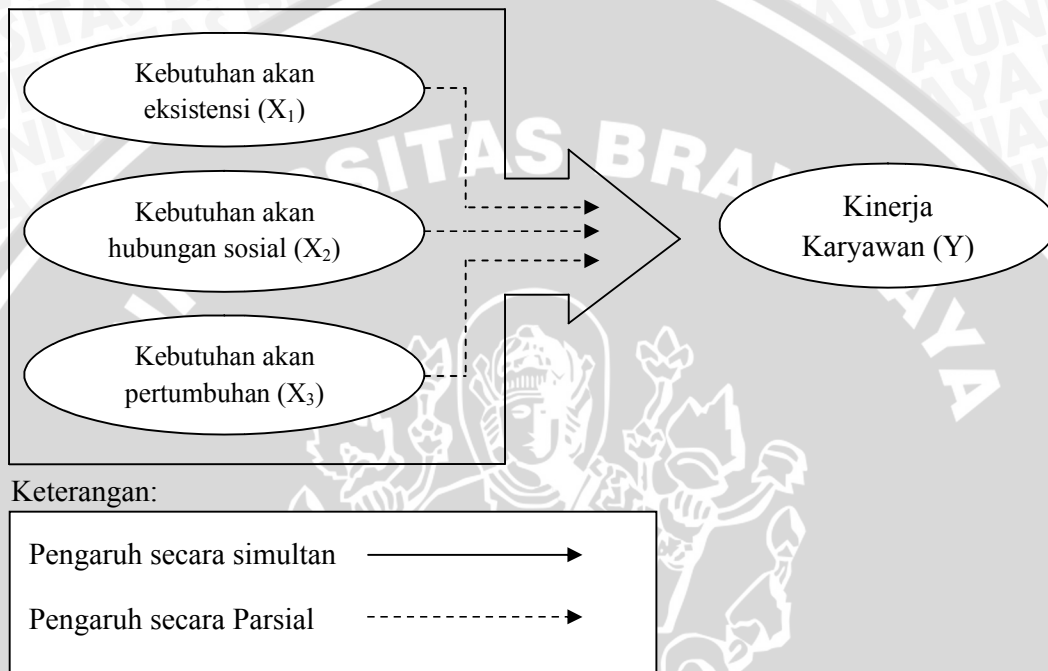 Kebutuhan akan
eksistensi (X₁)
Kebutuhan akan
hubungan sosial (X₂)
Kebutuhan akan
pertumbuhan (X₃)
Kinerja
Karyawan (Y)
Keterangan:
Pengaruh secara simultan
Pengaruh secara Parsial